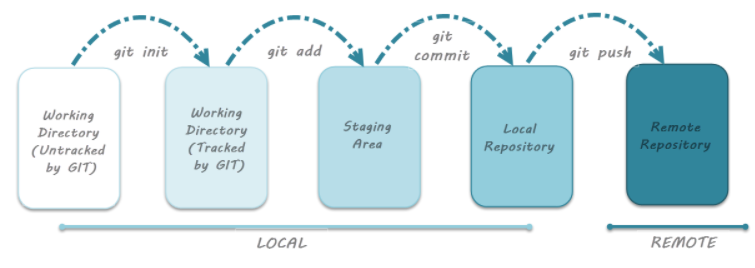 git init
git add
git
commit
git push
Working
Directory
(Untracked
by GIT)
Working
Directory
(Tracked
by GIT)
Staging
Area
Local
Repository
Remote
Repository
LOCAL
REMOTE